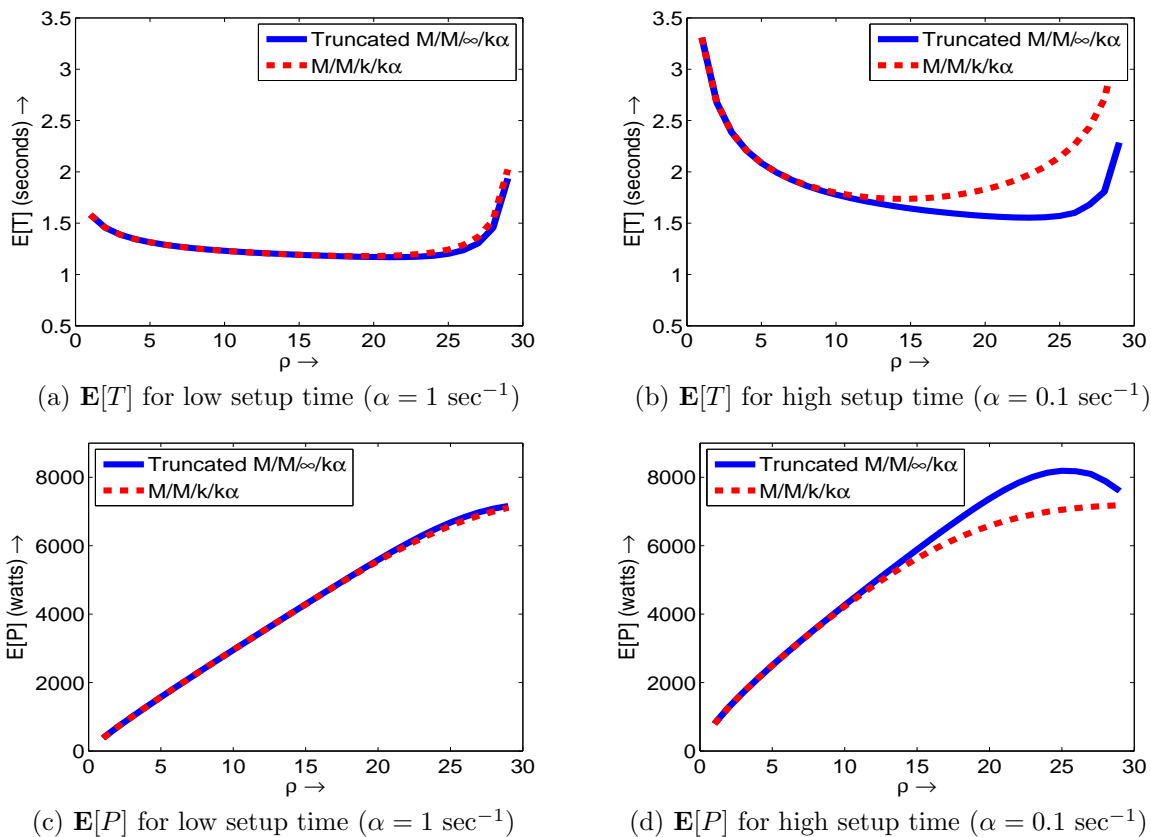 3.5
3
2.5
2
1.5
1
0.5
0 5 10 15 20 25 30
E[T] (seconds) →
ρ →
Truncated M/M/∞/kα
M/M/k/kα
(a) E[T] for low setup time (α = 1 sec⁻¹)
3.5
3
2.5
2
1.5
1
0.5
0 5 10 15 20 25 30
E[T] (seconds) →
ρ →
Truncated M/M/∞/kα
M/M/k/kα
(b) E[T] for high setup time (α = 0.1 sec⁻¹)
8000
6000
4000
2000
0
0 5 10 15 20 25 30
E[P] (watts) →
ρ →
Truncated M/M/∞/kα
M/M/k/kα
(c) E[P] for low setup time (α = 1 sec⁻¹)
8000
6000
4000
2000
0
0 5 10 15 20 25 30
E[P] (watts) →
ρ →
Truncated M/M/∞/kα
M/M/k/kα
(d) E[P] for high setup time (α = 0.1 sec⁻¹)